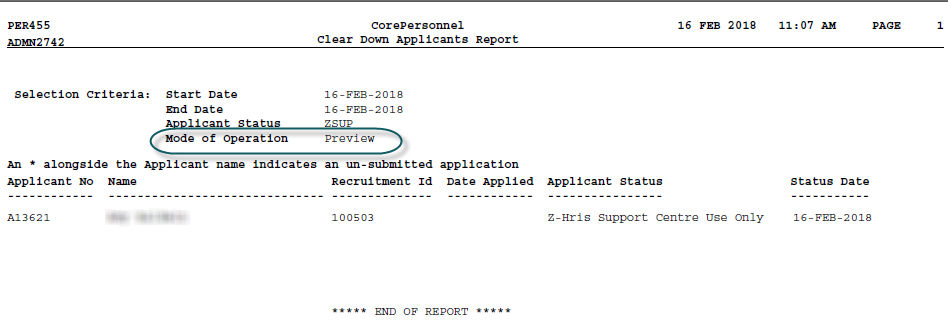 PER455 CorePersonnel 16 FEB 2018 11:07 AM PAGE 1
ADMN2742 Clear Down Applicants Report
Selection Criteria: Start Date 16-FEB-2018
End Date 16-FEB-2018
Applicant Status ZSUP
Mode of Operation Preview
An * alongside the Applicant name indicates an un-submitted application
Applicant No Name Recruitment Id Date Applied Applicant Status Status Date
A13621 100503 Z-Hris Support Centre Use Only 16-FEB-2018
***** END OF REPORT *****